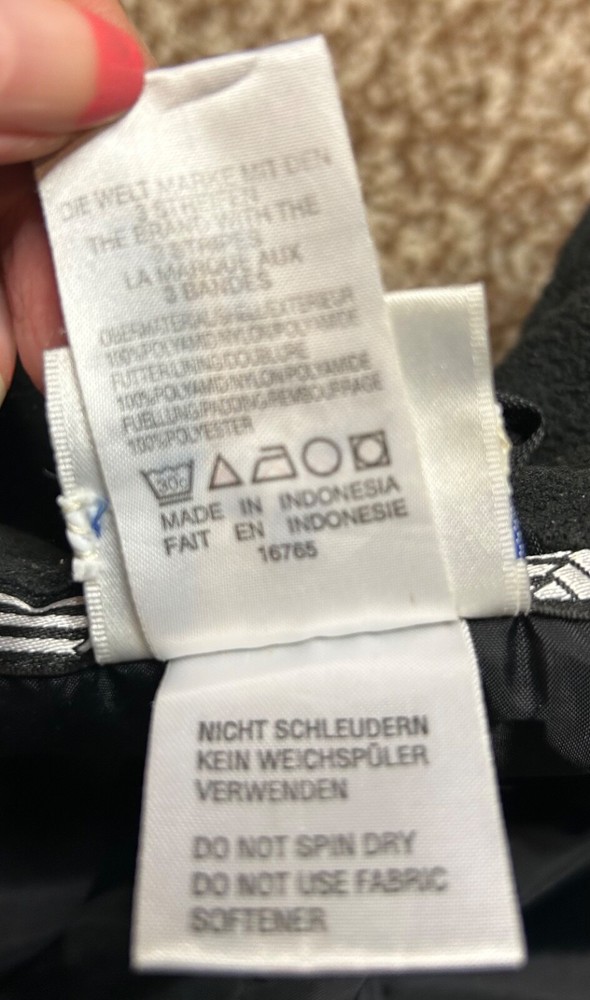 DIE WELT MARKE MIT DEN
3 STREIFEN
THE BRAND WITH THE
3 STRIPES
LA MARQUE AUX
3 BANDES
OBERMATERIAL/SHELL/EXTERIEUR
100%POLYAMID/NYLON/POLYAMIDE
FUTTER/LINING/DOUBLURE
100%POLYAMID/NYLON/POLYAMIDE
FUELLUNG/PADDING/REMBOURRAGE
100%POLYESTER
30
MADE IN INDONESIA
FAIT EN INDONESIE
16765
NICHT SCHLEUDERN
KEIN WEICHSPÜLER
VERWENDEN
DO NOT SPIN DRY
DO NOT USE FABRIC
SOFTENER